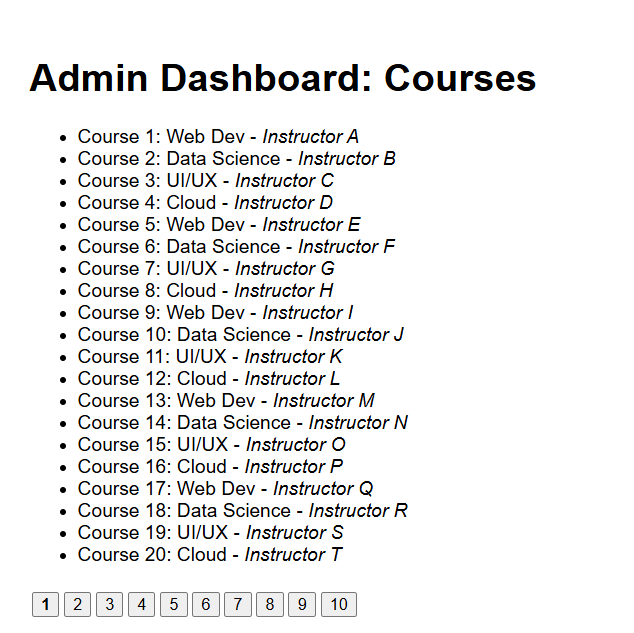 Admin Dashboard: Courses
Course 1: Web Dev - Instructor A
Course 2: Data Science - Instructor B
Course 3: UI/UX - Instructor C
Course 4: Cloud - Instructor D
Course 5: Web Dev - Instructor E
Course 6: Data Science - Instructor F
Course 7: UI/UX - Instructor G
Course 8: Cloud - Instructor H
Course 9: Web Dev - Instructor I
Course 10: Data Science - Instructor J
Course 11: UI/UX - Instructor K
Course 12: Cloud - Instructor L
Course 13: Web Dev - Instructor M
Course 14: Data Science - Instructor N
Course 15: UI/UX - Instructor O
Course 16: Cloud - Instructor P
Course 17: Web Dev - Instructor Q
Course 18: Data Science - Instructor R
Course 19: UI/UX - Instructor S
Course 20: Cloud - Instructor T
1 2 3 4 5 6 7 8 9 10